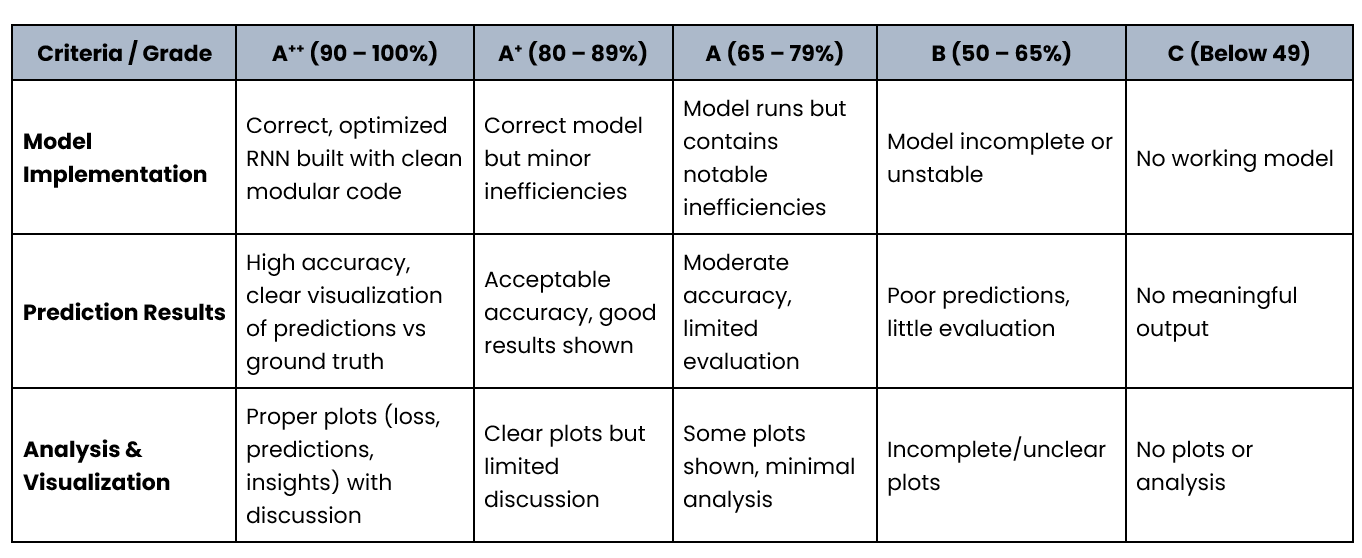 Criteria / Grade
A⁺⁺ (90 – 100%)
A⁺ (80 – 89%)
A (65 – 79%)
B (50 – 65%)
C (Below 49)
Model
Implementation
Correct, optimized
RNN built with clean
modular code
Correct model
but minor
inefficiencies
Model runs but
contains
notable
inefficiencies
Model incomplete or
unstable
No working model
Prediction Results
High accuracy,
clear visualization
of predictions vs
ground truth
Acceptable
accuracy, good
results shown
Moderate
accuracy,
limited
evaluation
Poor predictions,
little evaluation
No meaningful
output
Analysis &
Visualization
Proper plots (loss,
predictions,
insights) with
discussion
Clear plots but
limited
discussion
Some plots
shown, minimal
analysis
Incomplete/unclear
plots
No plots or
analysis